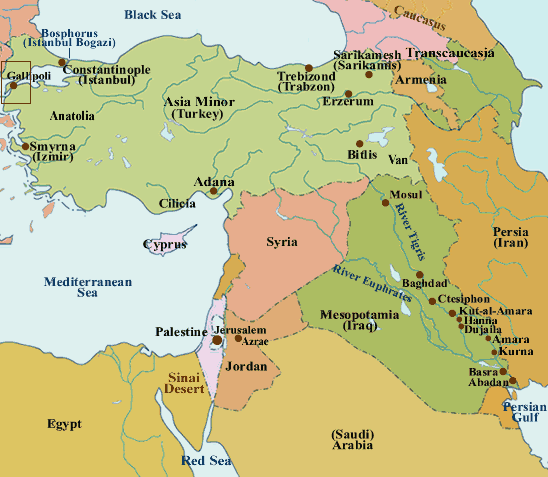 Black Sea
Caucasus
Bosphorus
(Istanbul Bogazi)
Transcaucasia
Sarikamesh
(Sarikamis)
Constantinople
(Istanbul)
Gallipoli
Trebizond
(Trabzon)
Armenia
Erzerum
Asia Minor
(Turkey)
Anatolia
Smyrna
(Izmir)
Bitlis
Van
Adana
Cilicia
Mosul
River Tigris
Persia
(Iran)
Cyprus
Syria
River Euphrates
Baghdad
Mediterranean
Sea
Ctesiphon
Kut-al-Amara
Hanna
Dujaila
Mesopotamia
(Iraq)
Palestine
Jerusalem
Azrae
Amara
Kurna
Jordan
Basra
Abadan
Sinai
Desert
Persian
Gulf
Egypt
(Saudi)
Arabia
Red Sea